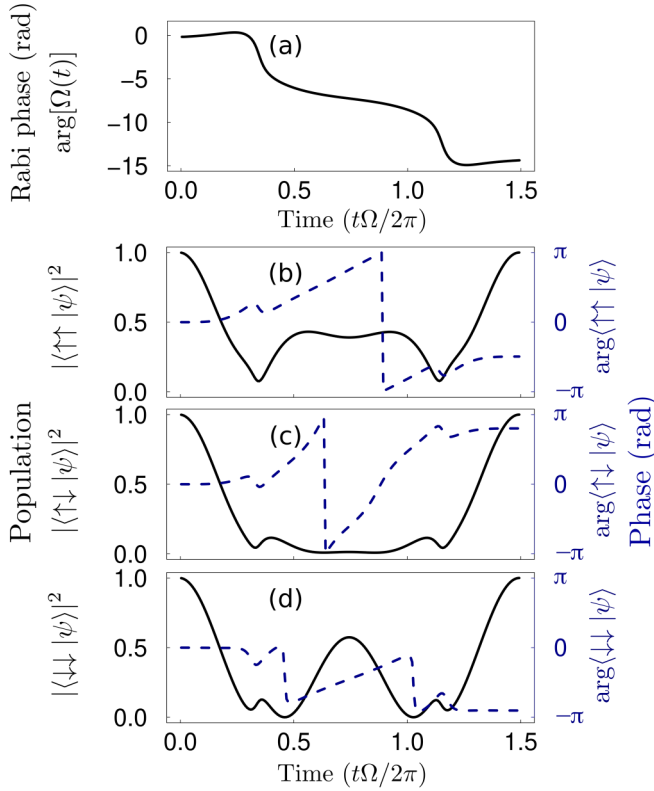 Rabi phase (rad)
arg[Ω(t)]
0
−5
−10
−15
(a)
0.0 0.5 1.0 1.5
Time (tΩ/2π)
|⟨↑↑ |ψ⟩|²
1.0
0.5
0.0
(b)
π
0
−π
arg⟨↑↑ |ψ⟩
Population
|⟨↑↓ |ψ⟩|²
1.0
0.5
0.0
(c)
π
0
−π
arg⟨↑↓ |ψ⟩
Phase (rad)
|⟨↓↓ |ψ⟩|²
1.0
0.5
0.0
(d)
π
0
−π
arg⟨↓↓ |ψ⟩
0.0 0.5 1.0 1.5
Time (tΩ/2π)